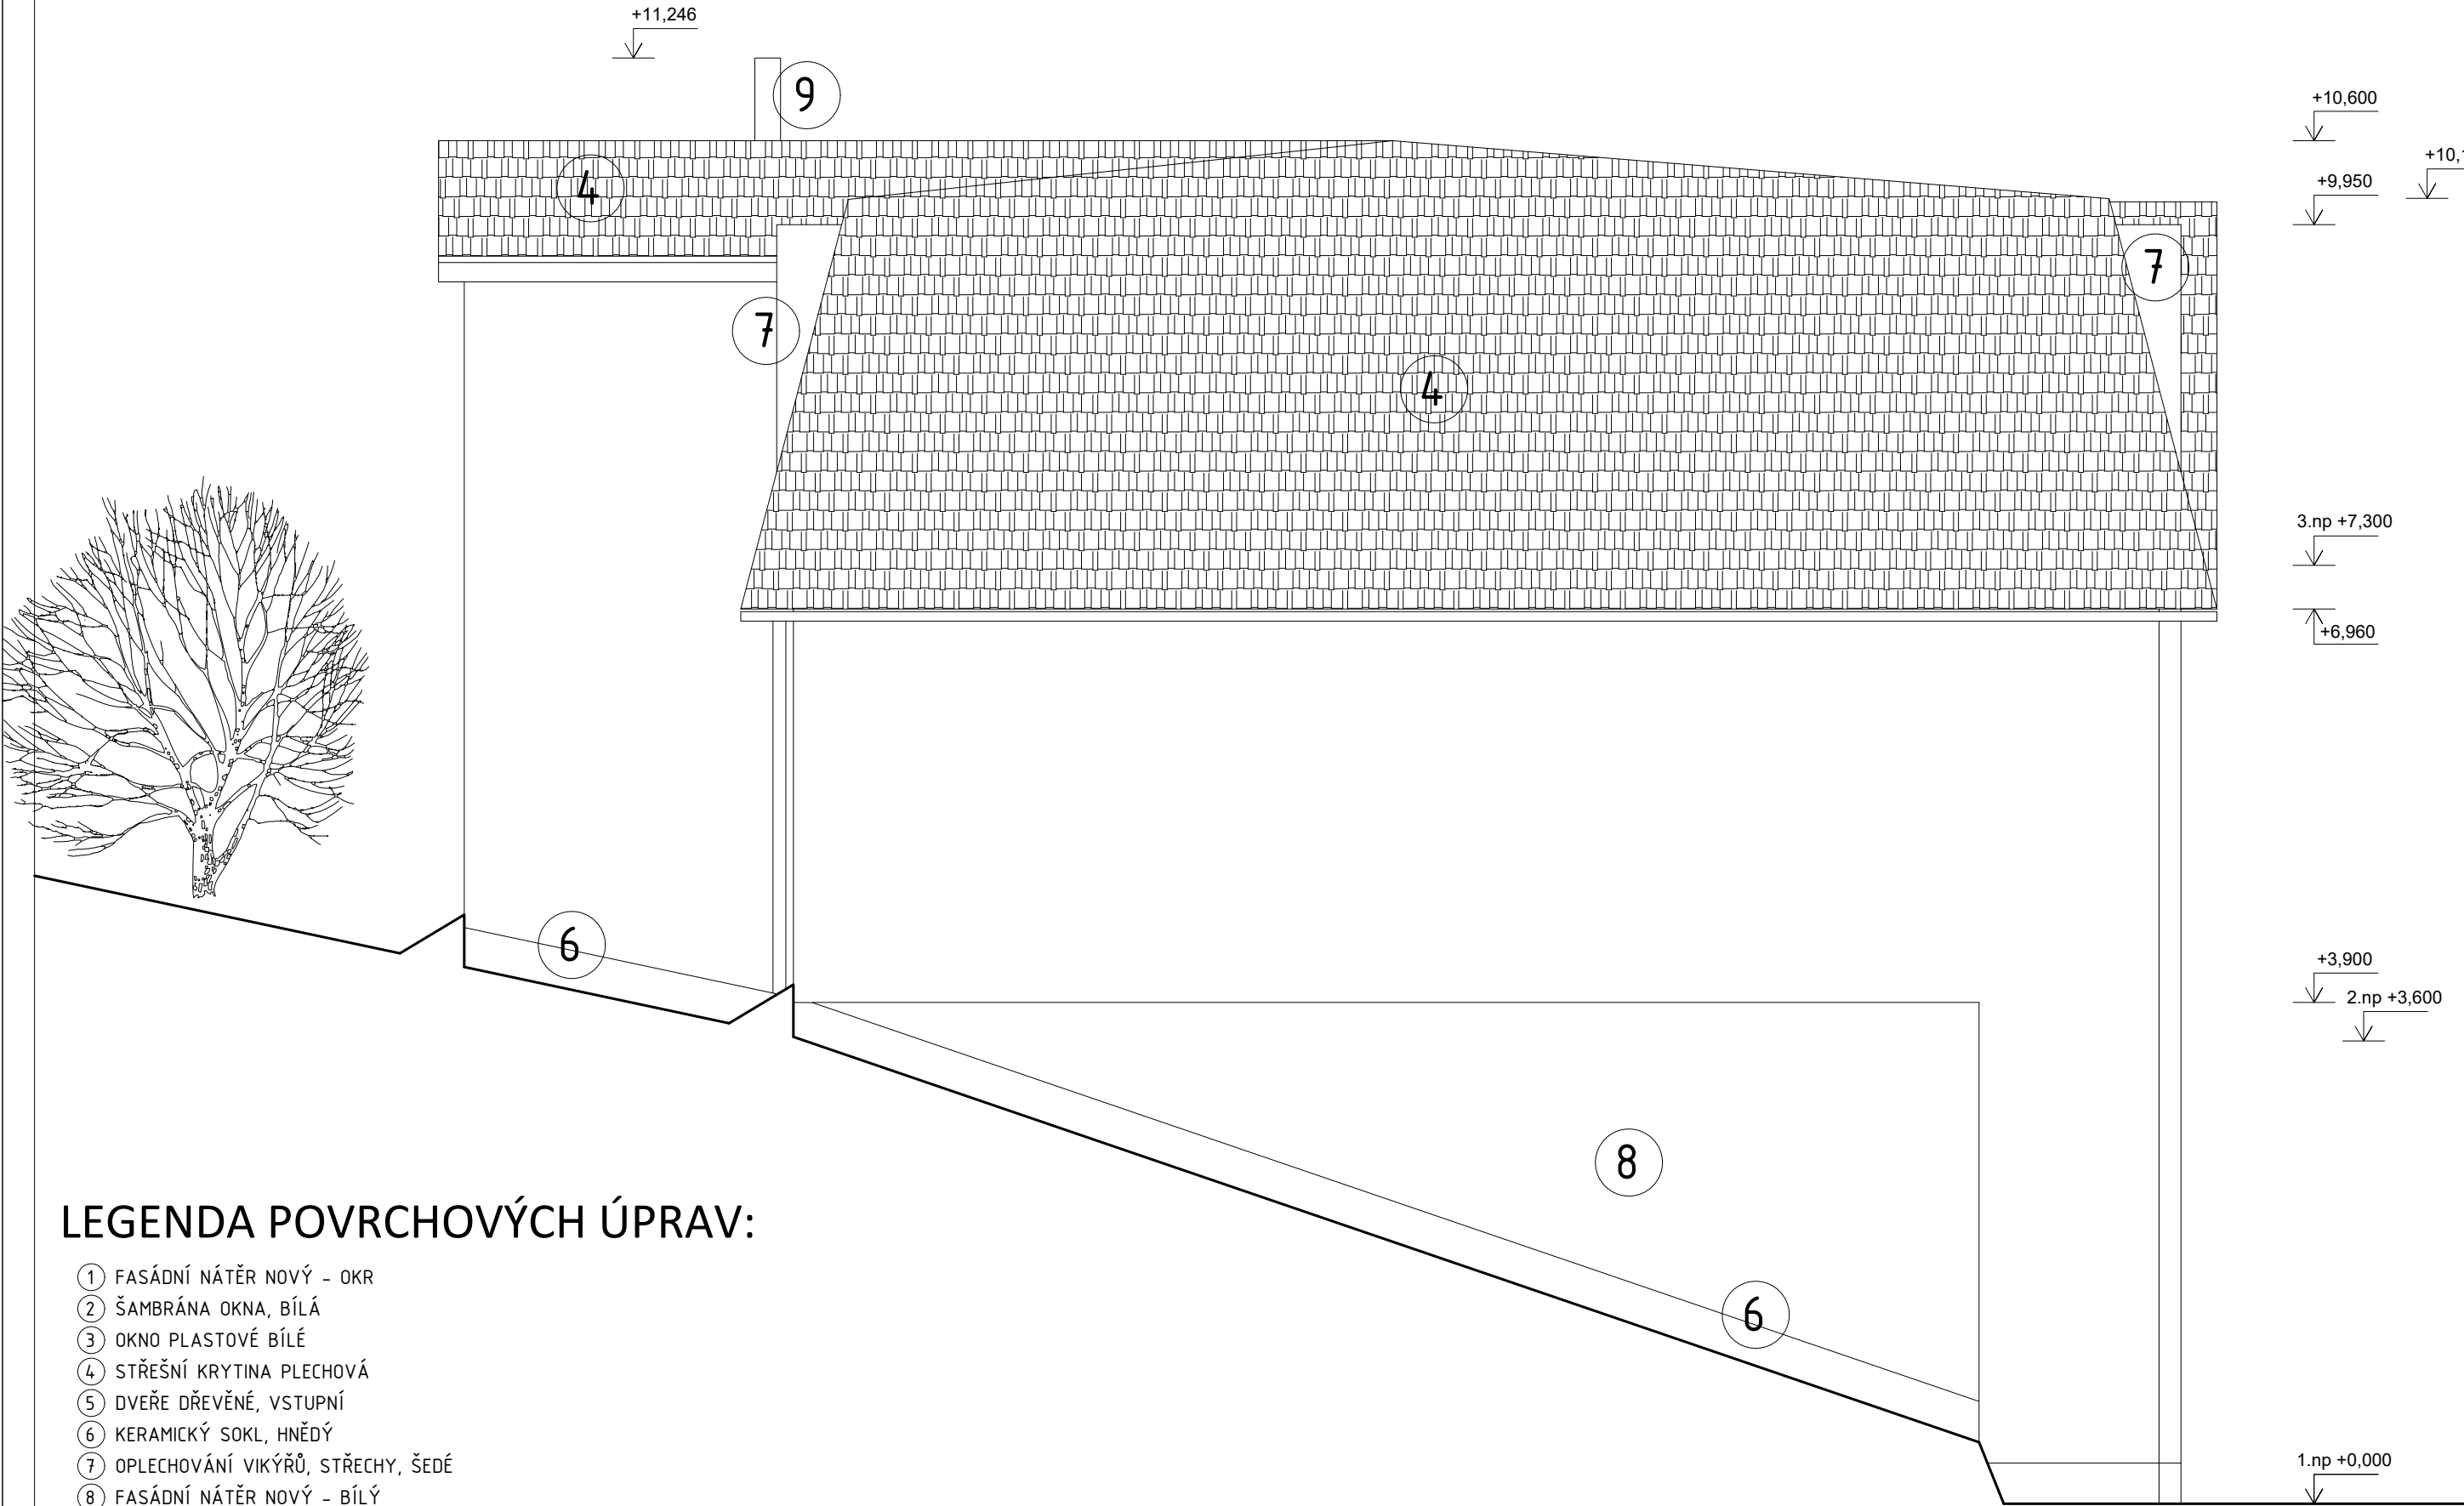 +11,246
9
+10,600
4
+9,950
7
7
4
3.np +7,300
+6,960
6
+3,900
2.np +3,600
8
6
LEGENDA POVRCHOVÝCH ÚPRAV:
1 FASÁDNÍ NÁTĚR NOVÝ - OKR
2 ŠAMBRÁNA OKNA, BÍLÁ
3 OKNO PLASTOVÉ BÍLÉ
4 STŘEŠNÍ KRYTINA PLECHOVÁ
5 DVEŘE DŘEVĚNÉ, VSTUPNÍ
6 KERAMICKÝ SOKL, HNĚDÝ
7 OPLECHOVÁNÍ VIKÝŘŮ, STŘECHY, ŠEDÉ
8 FASÁDNÍ NÁTĚR NOVÝ - BÍLÝ
1.np +0,000